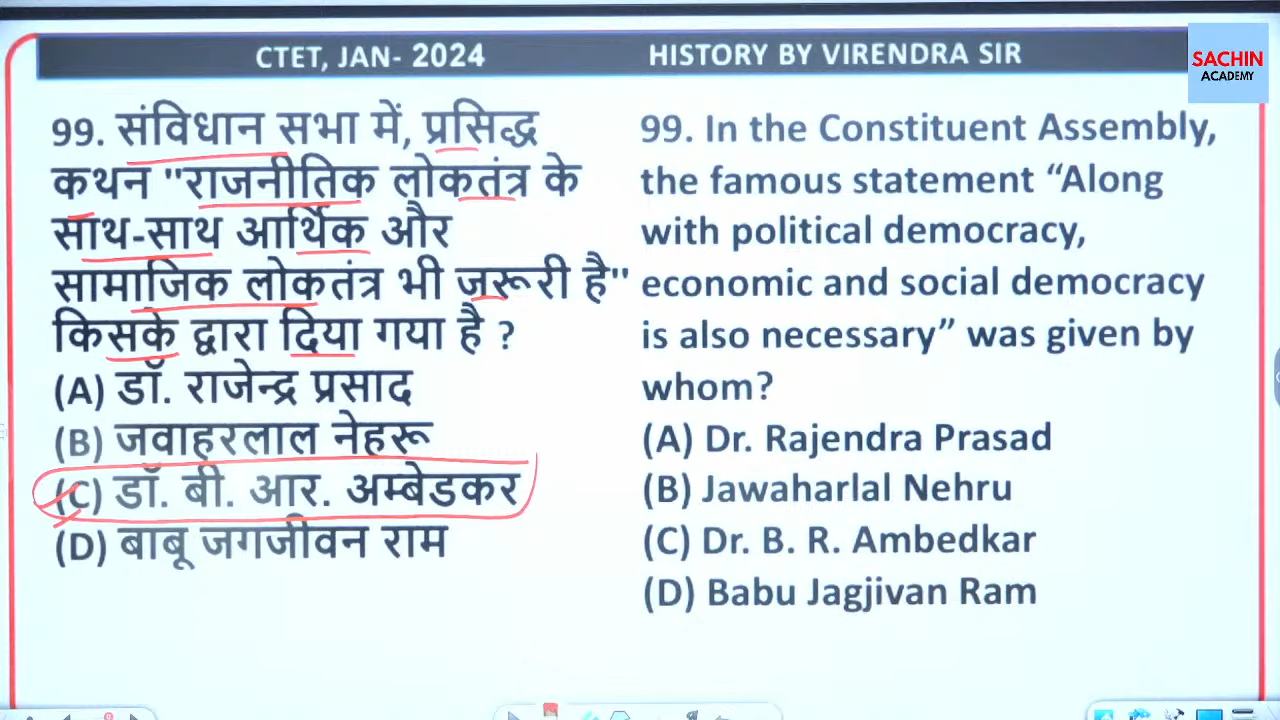 CTET, JAN- 2024
HISTORY BY VIRENDRA SIR
SACHIN
ACADEMY
99. संविधान सभा में, प्रसिद्ध
कथन "राजनीतिक लोकतंत्र के
साथ-साथ आर्थिक और
सामाजिक लोकतंत्र भी ज़रूरी है"
किसके द्वारा दिया गया है ?
(A) डॉ. राजेन्द्र प्रसाद
(B) जवाहरलाल नेहरू
(C) डॉ. बी. आर. अम्बेडकर
(D) बाबू जगजीवन राम
99. In the Constituent Assembly,
the famous statement “Along
with political democracy,
economic and social democracy
is also necessary” was given by
whom?
(A) Dr. Rajendra Prasad
(B) Jawaharlal Nehru
(C) Dr. B. R. Ambedkar
(D) Babu Jagjivan Ram